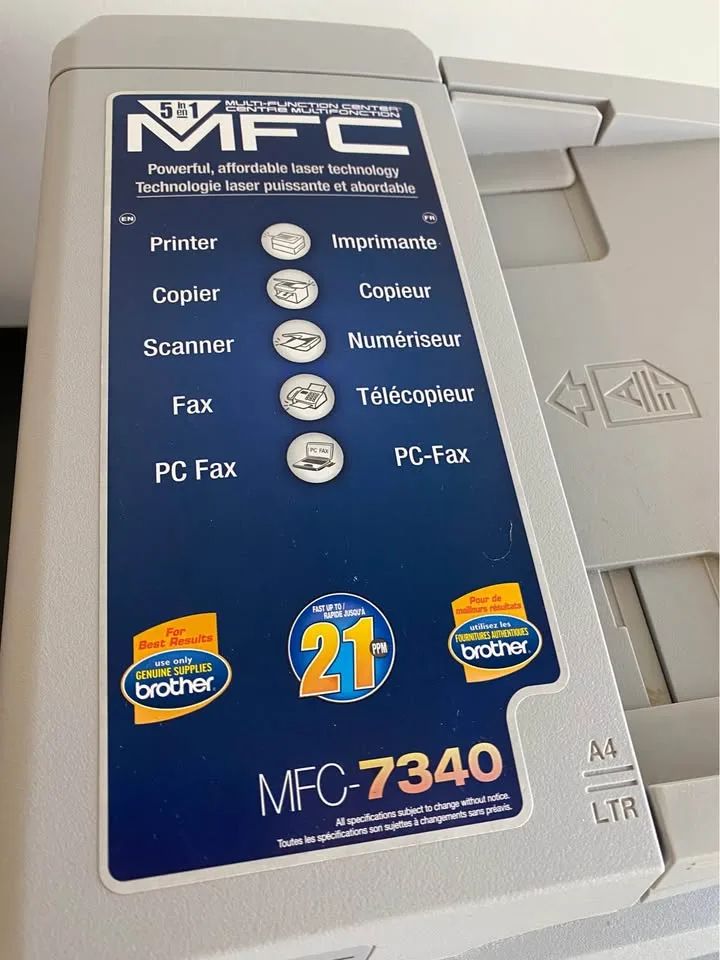 5 in en 1
MULTI-FUNCTION CENTER
CENTRE MULTIFONCTION
MFC
Powerful, affordable laser technology
Technologie laser puissante et abordable
EN FR
Printer Imprimante
Copier Copieur
Scanner Numériseur
Fax Télécopieur
PC FAX
PC Fax PC-Fax
For
Best Results
use only
GENUINE SUPPLIES
brother
FAST UP TO /
RAPIDE JUSQU'À
21 PPM
Pour de
meilleurs résultats
utilisez les
FOURNITURES AUTHENTIQUES
brother
MFC-7340
All specifications subject to change without notice.
Toutes les spécifications son sujettes à changements sans préavis.
A4
LTR